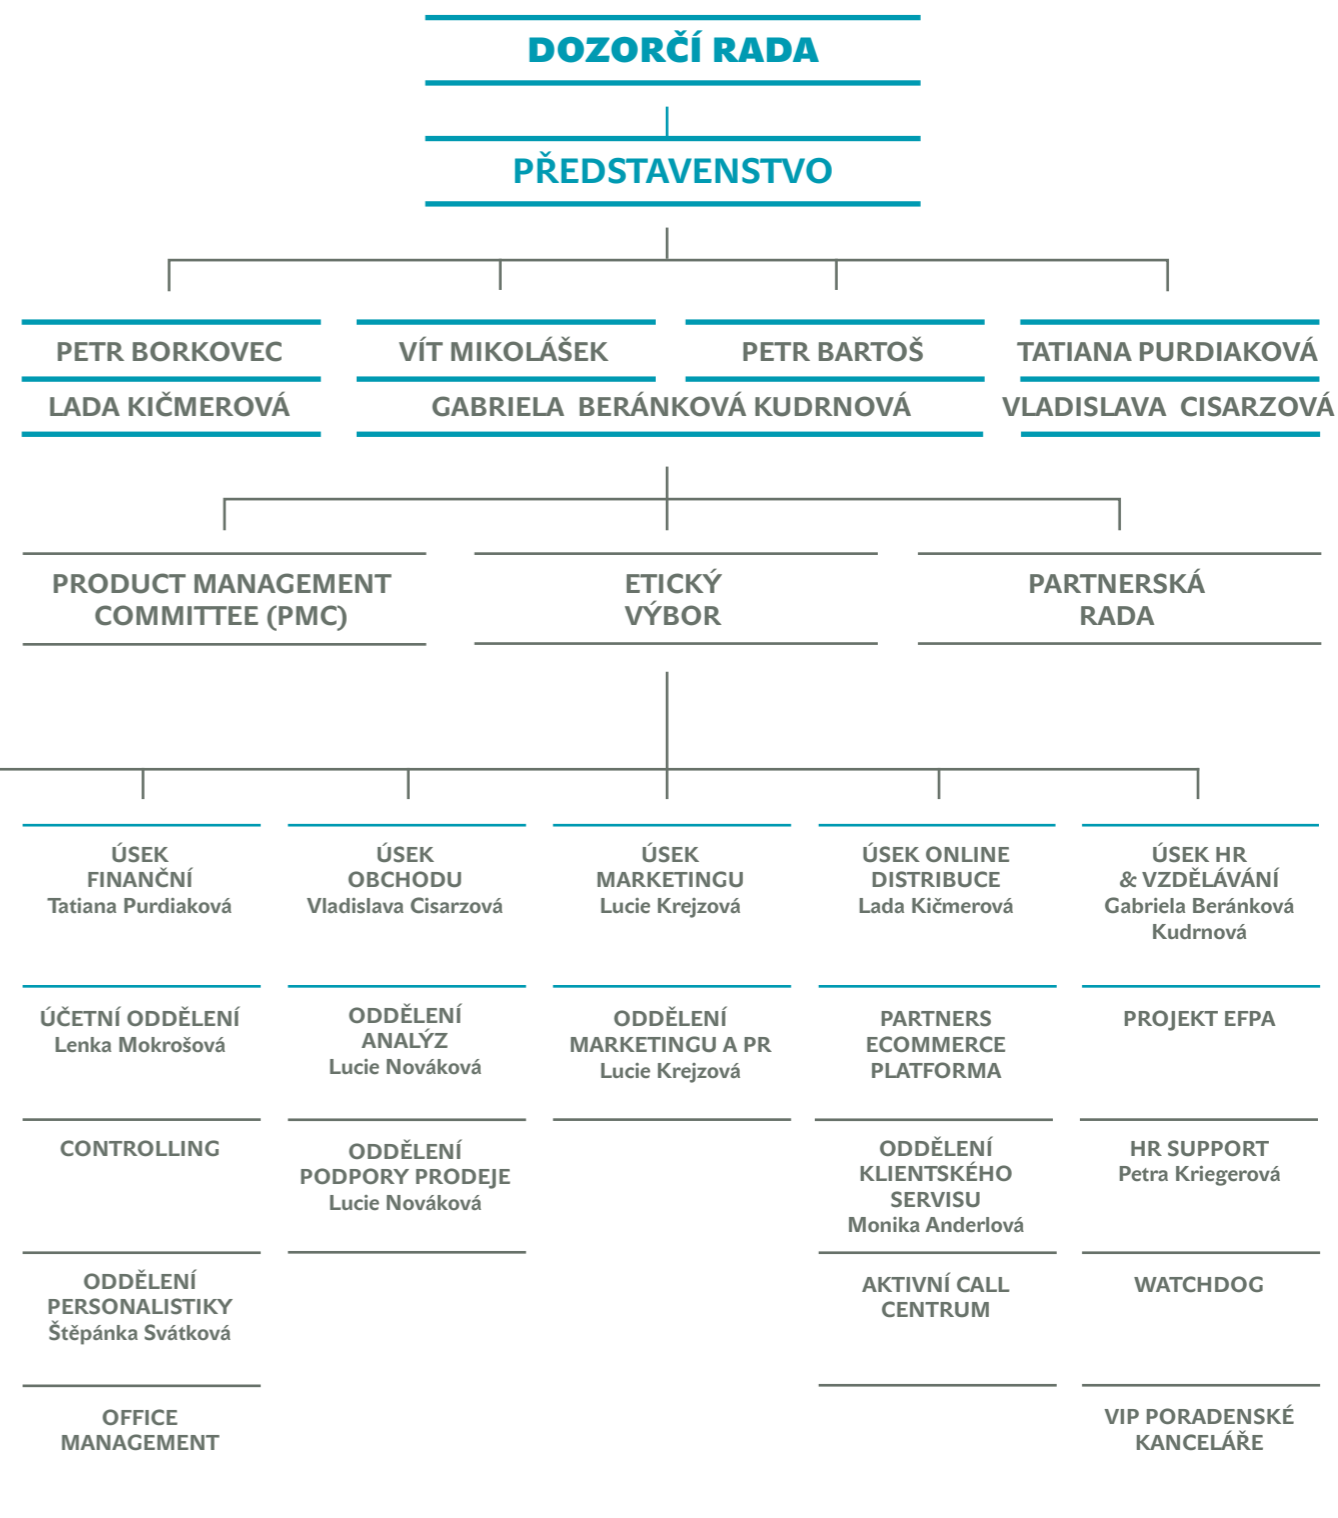 DOZORČÍ RADA
PŘEDSTAVENSTVO
PETR BORKOVEC
VÍT MIKOLÁŠEK
PETR BARTOŠ
TATIANA PURDIAKOVÁ
LADA KIČMEROVÁ
GABRIELA BERÁNKOVÁ KUDRNOVÁ
VLADISLAVA CISARZOVÁ
PRODUCT MANAGEMENT
COMMITTEE (PMC)
ETICKÝ
VÝBOR
PARTNERSKÁ
RADA
ÚSEK
FINANČNÍ
Tatiana Purdiaková
ÚČETNÍ ODDĚLENÍ
Lenka Mokrošová
CONTROLLING
ODDĚLENÍ
PERSONALISTIKY
Štěpánka Svátková
OFFICE
MANAGEMENT
ÚSEK
OBCHODU
Vladislava Cisarzová
ODDĚLENÍ
ANALÝZ
Lucie Nováková
ODDĚLENÍ
PODPORY PRODEJE
Lucie Nováková
ÚSEK
MARKETINGU
Lucie Krejzová
ODDĚLENÍ
MARKETINGU A PR
Lucie Krejzová
ÚSEK ONLINE
DISTRIBUCE
Lada Kičmerová
PARTNERS
ECOMMERCE
PLATFORMA
ODDĚLENÍ
KLIENTSKÉHO
SERVISU
Monika Anderlová
AKTIVNÍ CALL
CENTRUM
ÚSEK HR
& VZDĚLÁVÁNÍ
Gabriela Beránková
Kudrnová
PROJEKT EFPA
HR SUPPORT
Petra Kriegerová
WATCHDOG
VIP PORADENSKÉ
KANCELÁŘE